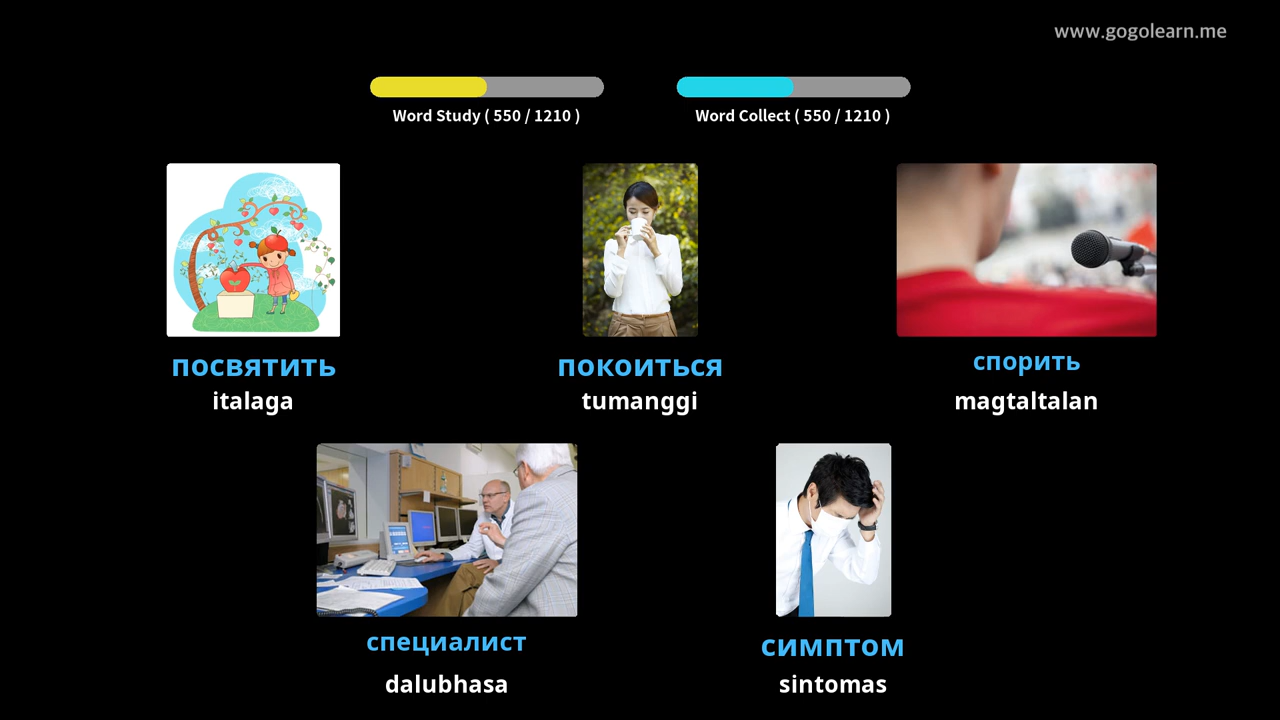 www.gogolearn.me
Word Study ( 550 / 1210 )
Word Collect ( 550 / 1210 )
посвятить
italaga
покоиться
tumanggi
спорить
magtaltalan
специалист
dalubhasa
симптом
sintomas